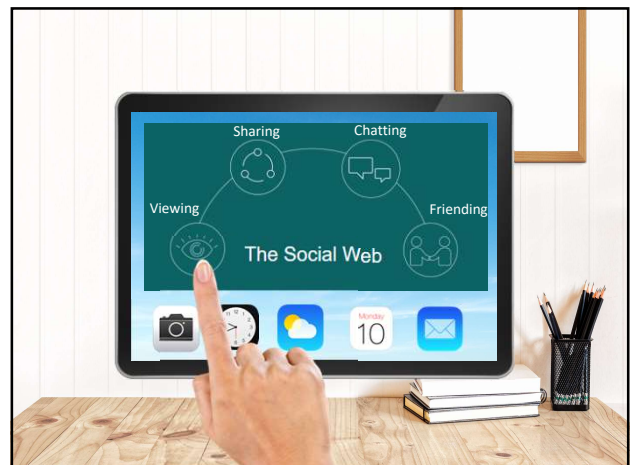 Sharing
Chatting
Viewing
Friending
The Social Web
Monday
10